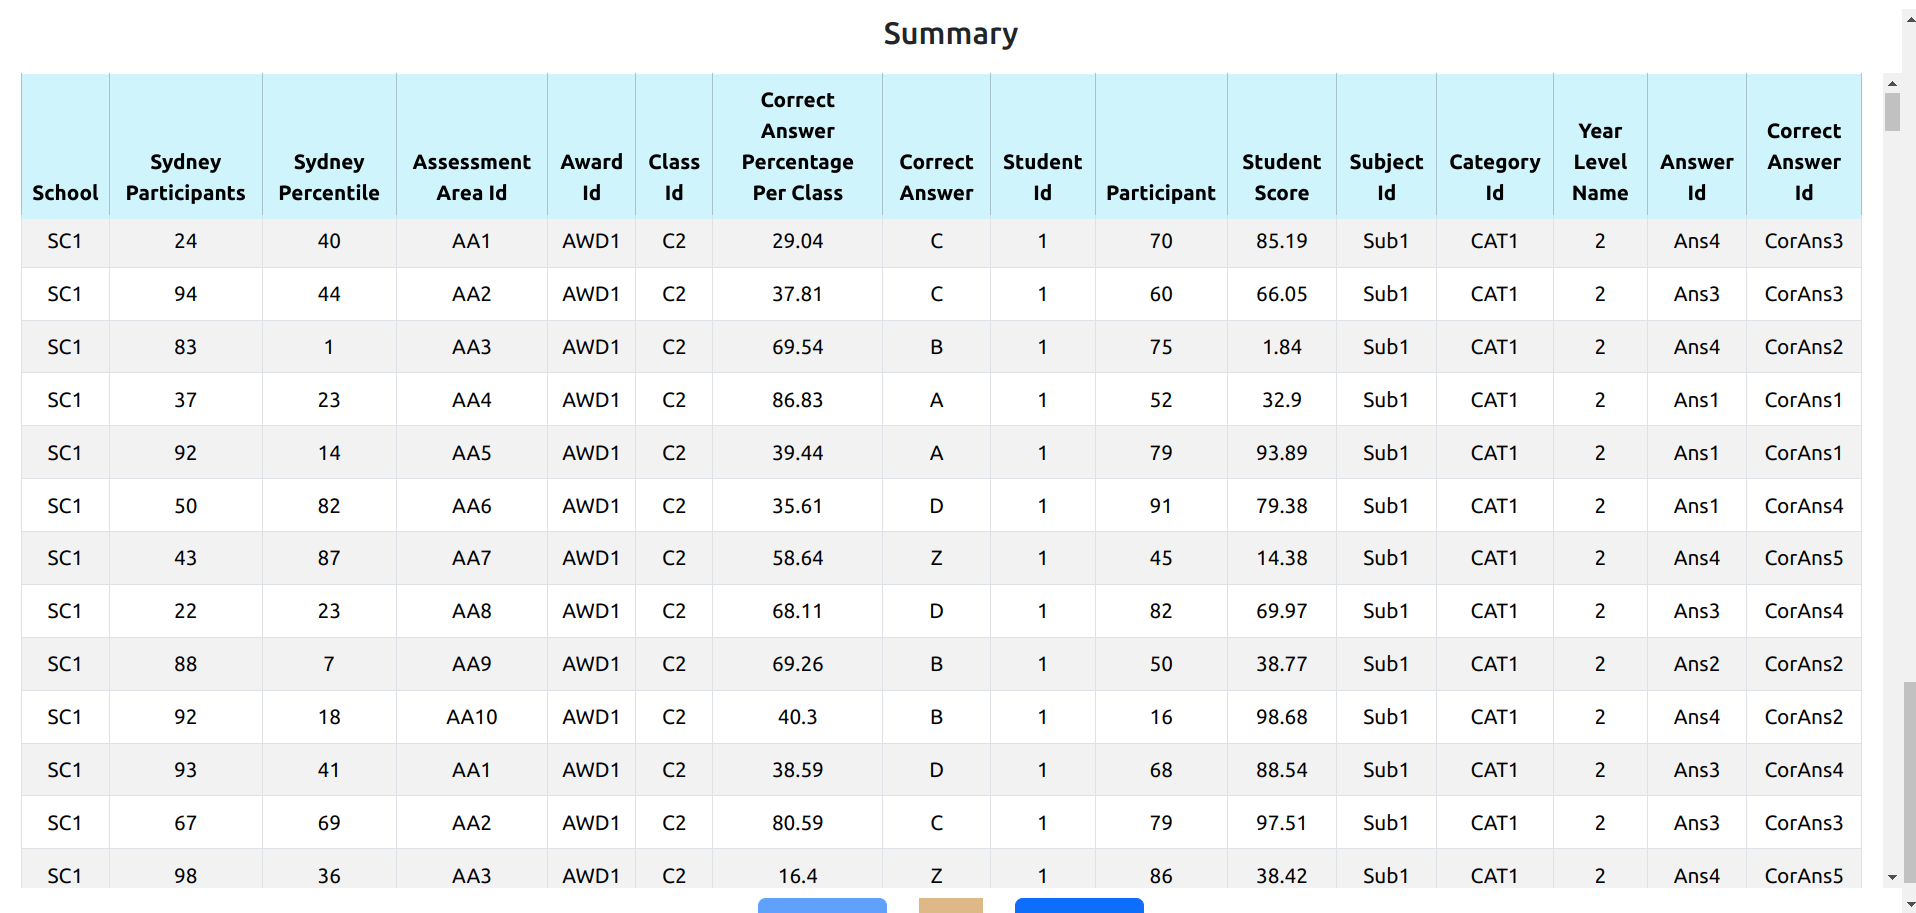 Summary
School Sydney Participants Sydney Percentile Assessment Area Id Award Id Class Id Correct Answer Percentage Per Class Correct Answer Student Id Participant Student Score Subject Id Category Id Year Level Name Answer Id Correct Answer Id
SC1 24 40 AA1 AWD1 C2 29.04 C 1 70 85.19 Sub1 CAT1 2 Ans4 CorAns3
SC1 94 44 AA2 AWD1 C2 37.81 C 1 60 66.05 Sub1 CAT1 2 Ans3 CorAns3
SC1 83 1 AA3 AWD1 C2 69.54 B 1 75 1.84 Sub1 CAT1 2 Ans4 CorAns2
SC1 37 23 AA4 AWD1 C2 86.83 A 1 52 32.9 Sub1 CAT1 2 Ans1 CorAns1
SC1 92 14 AA5 AWD1 C2 39.44 A 1 79 93.89 Sub1 CAT1 2 Ans1 CorAns1
SC1 50 82 AA6 AWD1 C2 35.61 D 1 91 79.38 Sub1 CAT1 2 Ans1 CorAns4
SC1 43 87 AA7 AWD1 C2 58.64 Z 1 45 14.38 Sub1 CAT1 2 Ans4 CorAns5
SC1 22 23 AA8 AWD1 C2 68.11 D 1 82 69.97 Sub1 CAT1 2 Ans3 CorAns4
SC1 88 7 AA9 AWD1 C2 69.26 B 1 50 38.77 Sub1 CAT1 2 Ans2 CorAns2
SC1 92 18 AA10 AWD1 C2 40.3 B 1 16 98.68 Sub1 CAT1 2 Ans4 CorAns2
SC1 93 41 AA1 AWD1 C2 38.59 D 1 68 88.54 Sub1 CAT1 2 Ans3 CorAns4
SC1 67 69 AA2 AWD1 C2 80.59 C 1 79 97.51 Sub1 CAT1 2 Ans3 CorAns3
SC1 98 36 AA3 AWD1 C2 16.4 Z 1 86 38.42 Sub1 CAT1 2 Ans4 CorAns5